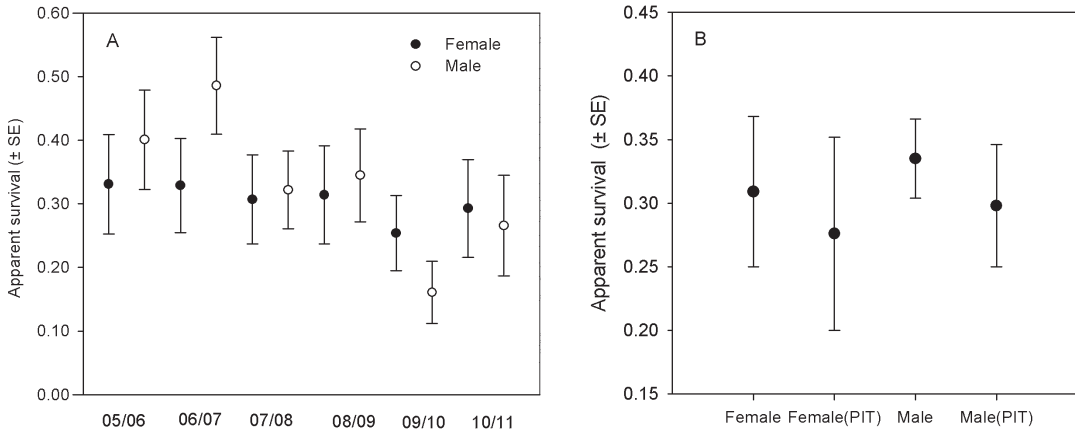 A
Female
Male
Apparent survival (± SE)
0.60
0.50
0.40
0.30
0.20
0.10
0.00
05/06 06/07 07/08 08/09 09/10 10/11
B
Apparent survival (± SE)
0.45
0.40
0.35
0.30
0.25
0.20
0.15
Female Female(PIT) Male Male(PIT)